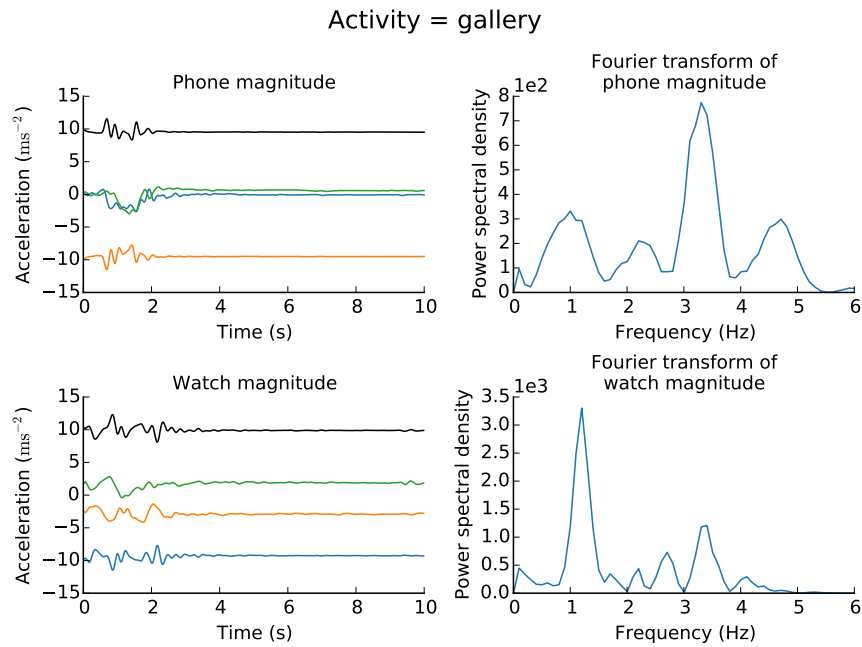 Activity = gallery
Phone magnitude
15
10
5
0
−5
−10
−15
Acceleration (ms⁻²)
0 2 4 6 8 10
Time (s)
Fourier transform of
phone magnitude
1e2
8
7
6
5
4
3
2
1
0
Power spectral density
0 1 2 3 4 5 6
Frequency (Hz)
Watch magnitude
15
10
5
0
−5
−10
−15
Acceleration (ms⁻²)
0 2 4 6 8 10
Time (s)
Fourier transform of
watch magnitude
1e3
3.5
3.0
2.5
2.0
1.5
1.0
0.5
0.0
Power spectral density
0 1 2 3 4 5 6
Frequency (Hz)